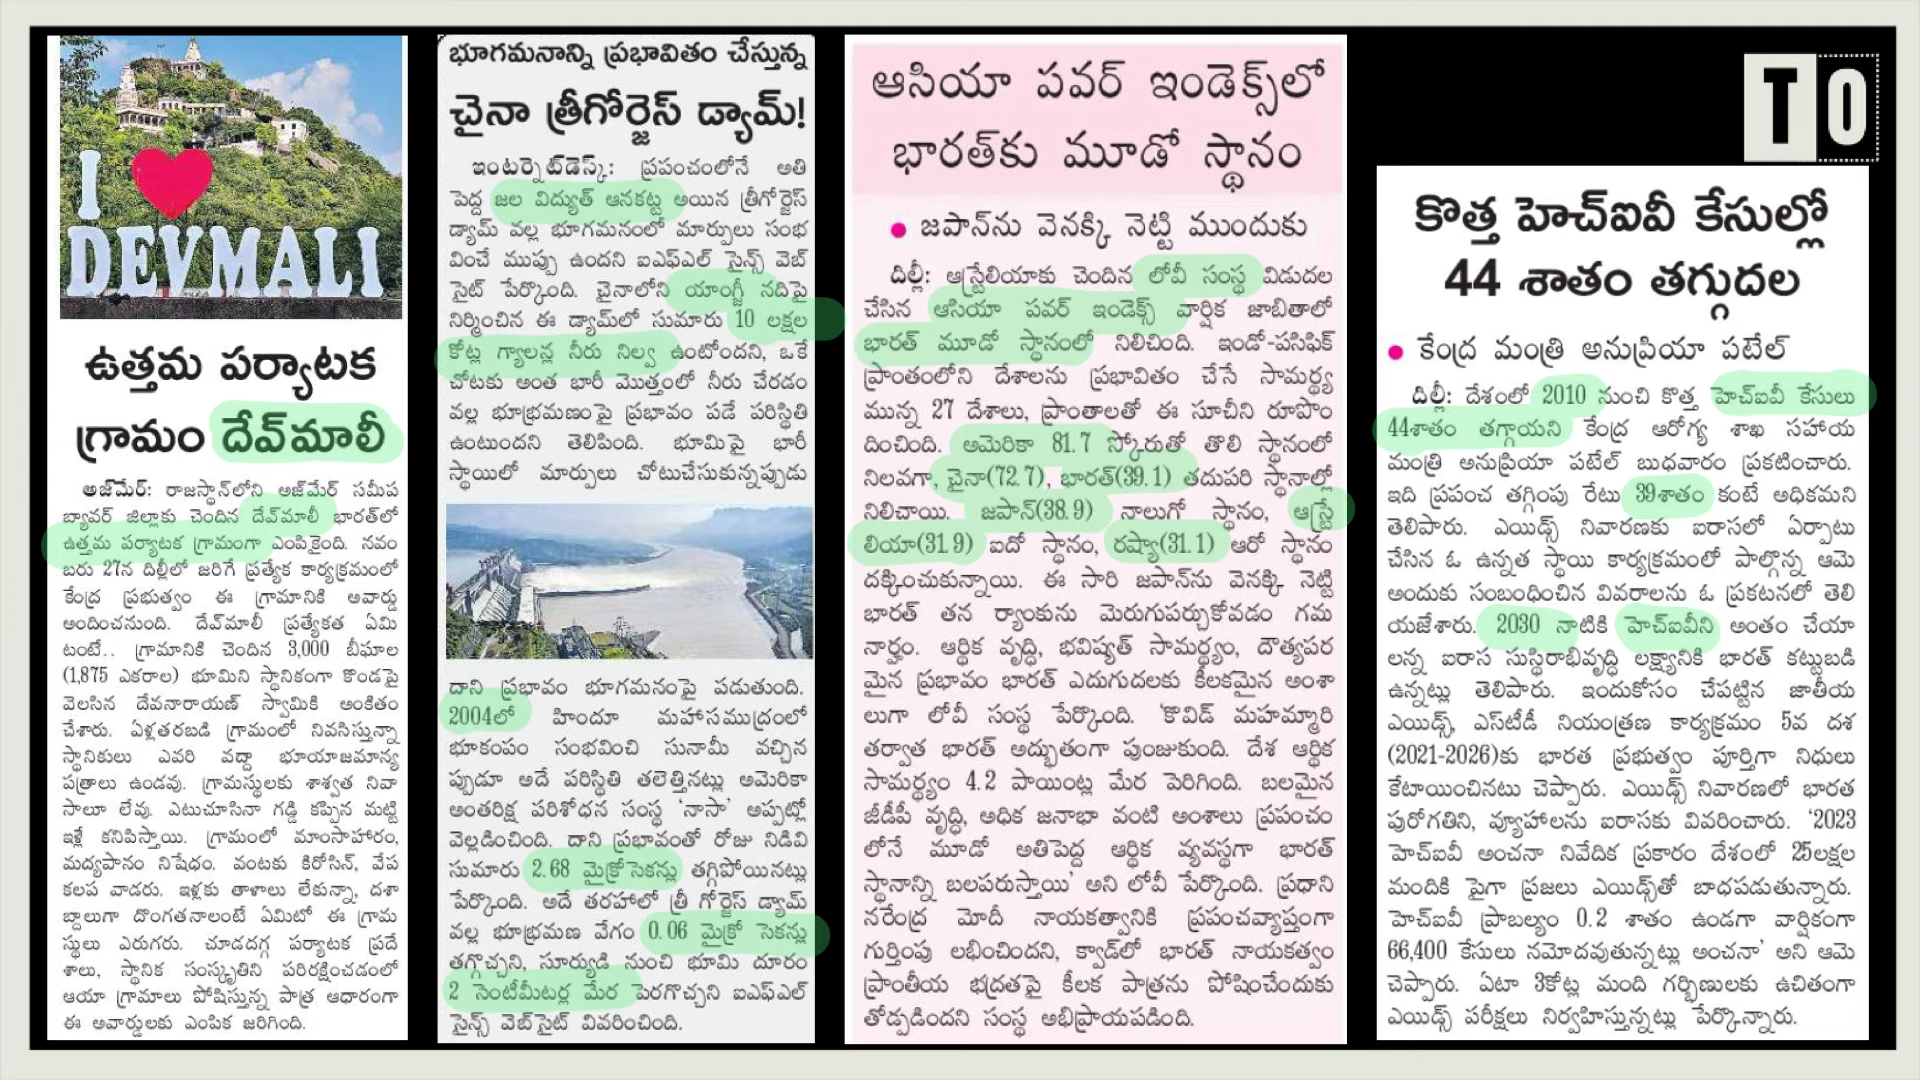 I ❤ DEVMALI
ఉత్తమ పర్యాటక
గ్రామం దేవ్‌మాలీ
అజ్‌మేర్: రాజస్థాన్‌లోని అజ్‌మేర్ సమీప
బ్యావర్ జిల్లాకు చెందిన దేవ్‌మాలీ భారత్‌లో
ఉత్తమ పర్యాటక గ్రామంగా ఎంపికైంది. నవం
బరు 27న దిల్లీలో జరిగే ప్రత్యేక కార్యక్రమంలో
కేంద్ర ప్రభుత్వం ఈ గ్రామానికి అవార్డు
అందించనుంది. దేవ్‌మాలీ ప్రత్యేకత ఏమి
టంటే.. గ్రామానికి చెందిన 3,000 బీఘాల
(1,875 ఎకరాల) భూమిని స్థానికంగా కొండపై
వెలసిన దేవనారాయణ్ స్వామికి అంకితం
చేశారు. ఏళ్లతరబడి గ్రామంలో నివసిస్తున్నా
స్థానికులు ఎవరి వద్దా భూయాజమాన్య
పత్రాలు ఉండవు. గ్రామస్థులకు శాశ్వత నివా
సాలూ లేవు. ఎటుచూసినా గడ్డి కప్పిన మట్టి
ఇళ్లే కనిపిస్తాయి. గ్రామంలో మాంసాహారం,
మద్యపానం నిషేధం. వంటకు కిరోసిన్, వేప
కలప వాడరు. ఇళ్లకు తాళాలు లేకున్నా, దశా
బ్దాలుగా దొంగతనాలంటే ఏమిటో ఈ గ్రామ
స్థులు ఎరుగరు. చూడదగ్గ పర్యాటక ప్రదే
శాలు, స్థానిక సంస్కృతిని పరిరక్షించడంలో
ఆయా గ్రామాలు పోషిస్తున్న పాత్ర ఆధారంగా
ఈ అవార్డులకు ఎంపిక జరిగింది.
భూగమనాన్ని ప్రభావితం చేస్తున్న
చైనా త్రీగోర్జెస్ డ్యామ్!
ఇంటర్నెట్‌డెస్క్: ప్రపంచంలోనే అతి
పెద్ద జల విద్యుత్ ఆనకట్ట అయిన త్రీగోర్జెస్
డ్యామ్ వల్ల భూగమనంలో మార్పులు సంభ
వించే ముప్పు ఉందని ఐఎఫ్ఎల్ సైన్స్ వెబ్
సైట్ పేర్కొంది. చైనాలోని యాంగ్జీ నదిపై
నిర్మించిన ఈ డ్యామ్‌లో సుమారు 10 లక్షల
కోట్ల గ్యాలన్ల నీరు నిల్వ ఉంటోందని, ఒకే
చోటకు అంత భారీ మొత్తంలో నీరు చేరడం
వల్ల భూభ్రమణంపై ప్రభావం పడే పరిస్థితి
ఉంటుందని తెలిపింది. భూమిపై భారీ
స్థాయిలో మార్పులు చోటుచేసుకున్నప్పుడు
దాని ప్రభావం భూగమనంపై పడుతుంది.
2004లో హిందూ మహాసముద్రంలో
భూకంపం సంభవించి సునామీ వచ్చిన
ప్పుడూ అదే పరిస్థితి తలెత్తినట్లు అమెరికా
అంతరిక్ష పరిశోధన సంస్థ 'నాసా' అప్పట్లో
వెల్లడించింది. దాని ప్రభావంతో రోజు నిడివి
సుమారు 2.68 మైక్రోసెకన్లు తగ్గిపోయినట్లు
పేర్కొంది. అదే తరహాలో త్రీ గోర్జెస్ డ్యామ్
వల్ల భూభ్రమణ వేగం 0.06 మైక్రో సెకన్లు
తగ్గొచ్చని, సూర్యుడి నుంచి భూమి దూరం
2 సెంటీమీటర్ల మేర పెరగొచ్చని ఐఎఫ్ఎల్
సైన్స్ వెబ్‌సైట్ వివరించింది.
ఆసియా పవర్ ఇండెక్స్‌లో
భారత్‌కు మూడో స్థానం
• జపాన్‌ను వెనక్కి నెట్టి ముందుకు
దిల్లీ: ఆస్ట్రేలియాకు చెందిన లోవీ సంస్థ విడుదల
చేసిన ఆసియా పవర్ ఇండెక్స్ వార్షిక జాబితాలో
భారత్ మూడో స్థానంలో నిలిచింది. ఇండో-పసిఫిక్
ప్రాంతంలోని దేశాలను ప్రభావితం చేసే సామర్థ్య
మున్న 27 దేశాలు, ప్రాంతాలతో ఈ సూచీని రూపొం
దించింది. అమెరికా 81.7 స్కోరుతో తొలి స్థానంలో
నిలవగా, చైనా(72.7), భారత్(39.1) తదుపరి స్థానాల్లో
నిలిచాయి. జపాన్(38.9) నాలుగో స్థానం, ఆస్ట్రే
లియా(31.9) ఐదో స్థానం, రష్యా(31.1) ఆరో స్థానం
దక్కించుకున్నాయి. ఈ సారి జపాన్‌ను వెనక్కి నెట్టి
భారత్ తన ర్యాంకును మెరుగుపర్చుకోవడం గమ
నార్హం. ఆర్థిక వృద్ధి, భవిష్యత్ సామర్థ్యం, దౌత్యపర
మైన ప్రభావం భారత్ ఎదుగుదలకు కీలకమైన అంశా
లుగా లోవీ సంస్థ పేర్కొంది. 'కొవిడ్ మహమ్మారి
తర్వాత భారత్ అద్భుతంగా పుంజుకుంది. దేశ ఆర్థిక
సామర్థ్యం 4.2 పాయింట్ల మేర పెరిగింది. బలమైన
జీడీపీ వృద్ధి, అధిక జనాభా వంటి అంశాలు ప్రపంచం
లోనే మూడో అతిపెద్ద ఆర్థిక వ్యవస్థగా భారత్
స్థానాన్ని బలపరుస్తాయి' అని లోవీ పేర్కొంది. ప్రధాని
నరేంద్ర మోదీ నాయకత్వానికి ప్రపంచవ్యాప్తంగా
గుర్తింపు లభించిందని, క్వాడ్‌లో భారత్ నాయకత్వం
ప్రాంతీయ భద్రతపై కీలక పాత్రను పోషించేందుకు
తోడ్పడిందని సంస్థ అభిప్రాయపడింది.
TO
కొత్త హెచ్ఐవీ కేసుల్లో
44 శాతం తగ్గుదల
• కేంద్ర మంత్రి అనుప్రియా పటేల్
దిల్లీ: దేశంలో 2010 నుంచి కొత్త హెచ్ఐవీ కేసులు
44శాతం తగ్గాయని కేంద్ర ఆరోగ్య శాఖ సహాయ
మంత్రి అనుప్రియా పటేల్ బుధవారం ప్రకటించారు.
ఇది ప్రపంచ తగ్గింపు రేటు 39శాతం కంటే అధికమని
తెలిపారు. ఎయిడ్స్ నివారణకు ఐరాసలో ఏర్పాటు
చేసిన ఓ ఉన్నత స్థాయి కార్యక్రమంలో పాల్గొన్న ఆమె
అందుకు సంబంధించిన వివరాలను ఓ ప్రకటనలో తెలి
యజేశారు. 2030 నాటికి హెచ్ఐవీని అంతం చేయా
లన్న ఐరాస సుస్థిరాభివృద్ధి లక్ష్యానికి భారత్ కట్టుబడి
ఉన్నట్లు తెలిపారు. ఇందుకోసం చేపట్టిన జాతీయ
ఎయిడ్స్, ఎస్‌టీడీ నియంత్రణ కార్యక్రమం 5వ దశ
(2021-2026)కు భారత ప్రభుత్వం పూర్తిగా నిధులు
కేటాయించినటు చెప్పారు. ఎయిడ్స్ నివారణలో భారత
పురోగతిని, వ్యూహాలను ఐరాసకు వివరించారు. '2023
హెచ్ఐవీ అంచనా నివేదిక ప్రకారం దేశంలో 25లక్షల
మందికి పైగా ప్రజలు ఎయిడ్స్‌తో బాధపడుతున్నారు.
హెచ్ఐవీ ప్రాబల్యం 0.2 శాతం ఉండగా వార్షికంగా
66,400 కేసులు నమోదవుతున్నట్లు అంచనా' అని ఆమె
చెప్పారు. ఏటా 3కోట్ల మంది గర్భిణులకు ఉచితంగా
ఎయిడ్స్ పరీక్షలు నిర్వహిస్తున్నట్లు పేర్కొన్నారు.